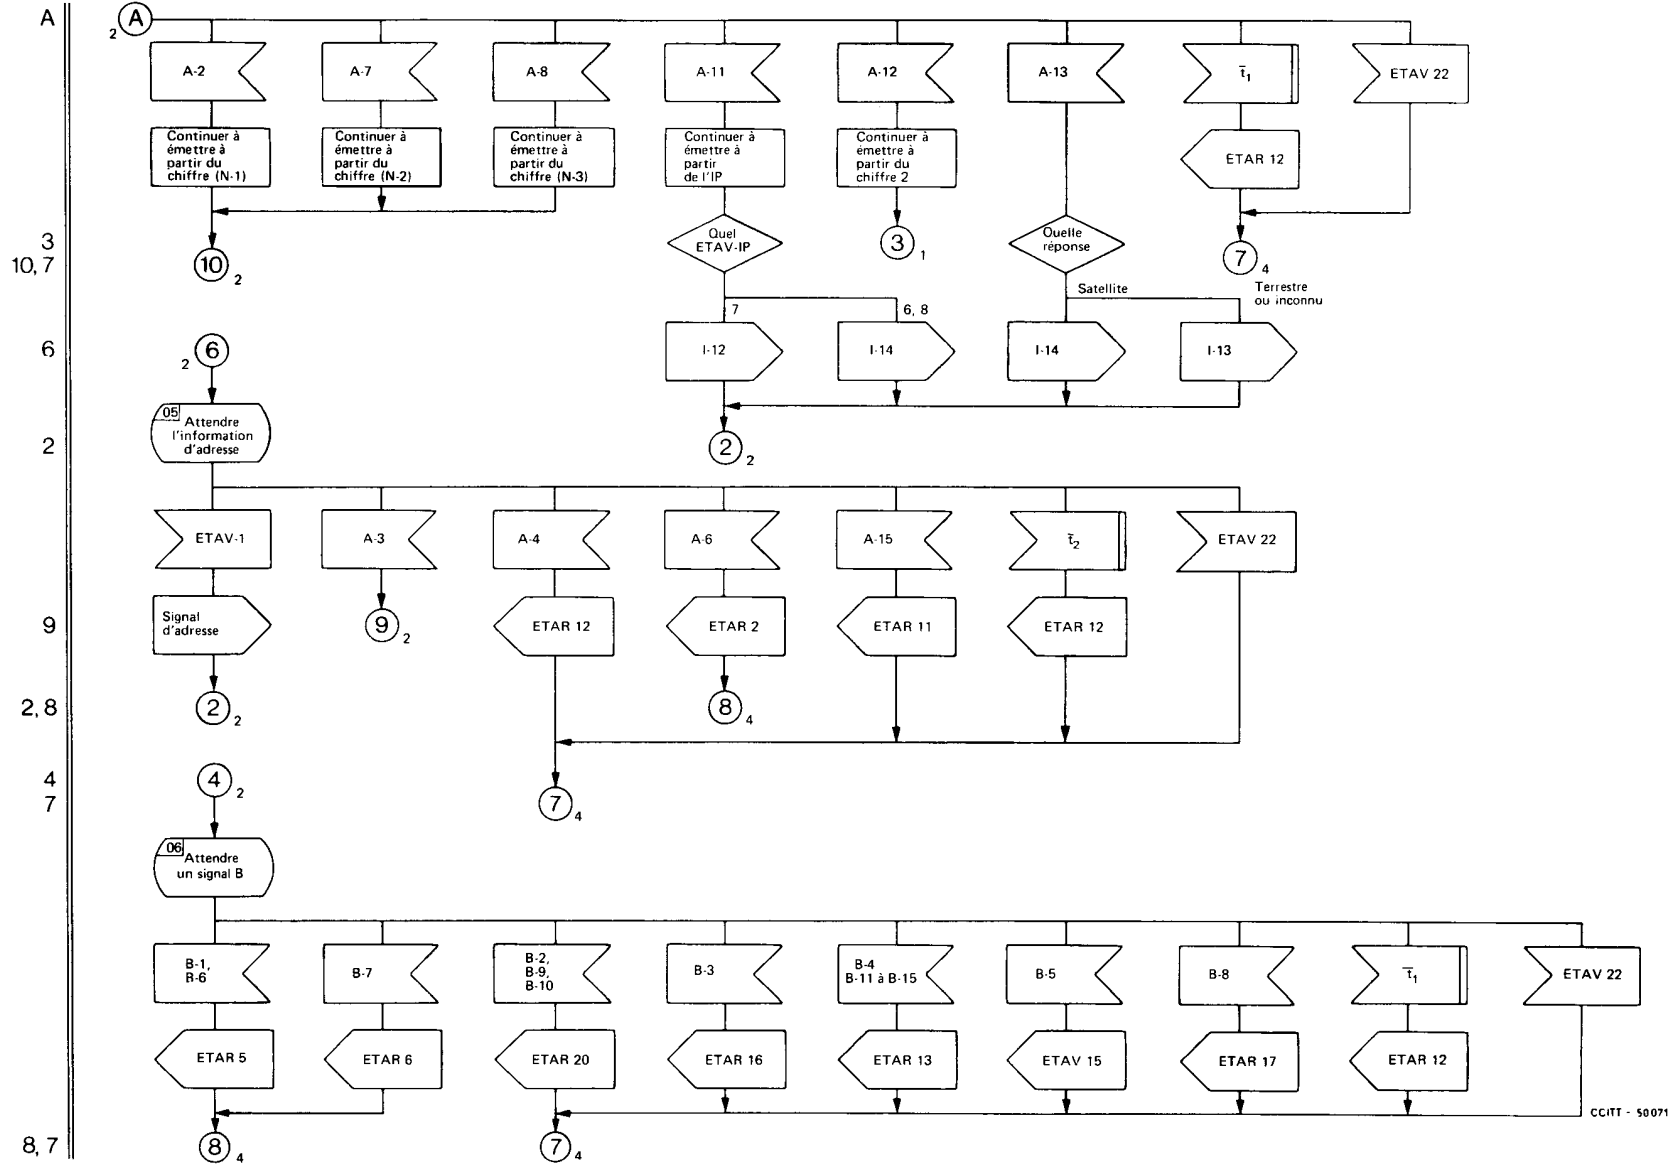 A
A
2
A-2
A-7
A-8
A-11
A-12
A-13
t̄1
ETAV 22
Continuer à
émettre à
partir du
chiffre (N-1)
Continuer à
émettre à
partir du
chiffre (N-2)
Continuer à
émettre à
partir du
chiffre (N-3)
Continuer à
émettre à
partir
de l'IP
Continuer à
émettre à
partir du
chiffre 2
ETAR 12
3
10, 7
10
2
Quel
ETAV-IP
3
1
Quelle
réponse
7
4
Satellite
Terrestre
ou inconnu
7
6, 8
6
2
6
I-12
I-14
I-14
I-13
05
Attendre
l'information
d'adresse
2
2
2
ETAV-1
A-3
A-4
A-6
A-15
t̄2
ETAV 22
9
Signal
d'adresse
9
2
ETAR 12
ETAR 2
ETAR 11
ETAR 12
2, 8
2
2
8
4
4
7
4
2
7
4
06
Attendre
un signal B
B-1,
B-6
B-7
B-2,
B-9,
B-10
B-3
B-4
B-11 à B-15
B-5
B-8
t̄1
ETAV 22
ETAR 5
ETAR 6
ETAR 20
ETAR 16
ETAR 13
ETAV 15
ETAR 17
ETAR 12
CCITT - 50071
8, 7
8
4
7
4